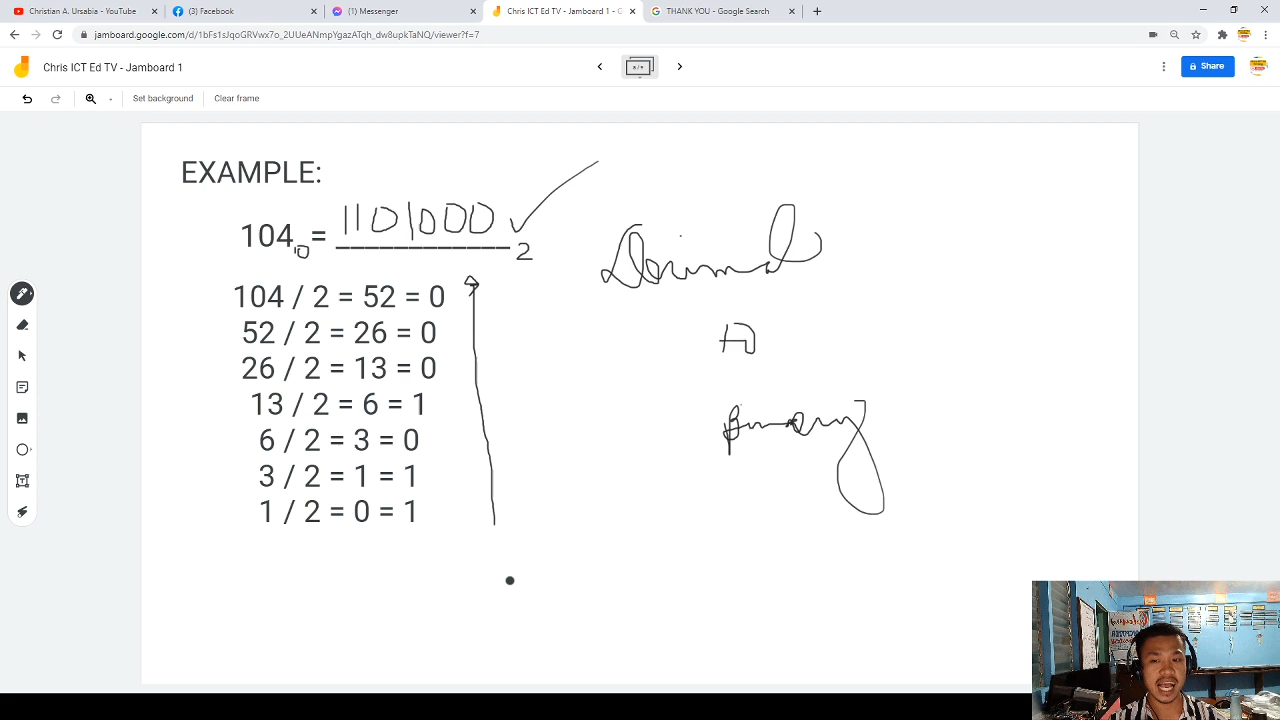 Christian A. Ursabia - YouTube
(3) Facebook
(1) Messenger
Chris ICT Ed TV - Jamboard 1 - G
THANK YOU - Google Search
jamboard.google.com/d/1bFs1sJqoGRVwx7o_2UUeANmpYgazATqh_dw8upkTaNQ/viewer?f=7
Chris ICT Ed TV - Jamboard 1
Share
Set background
Clear frame
EXAMPLE:
104₁₀ = 1101000₂
104 / 2 = 52 = 0
52 / 2 = 26 = 0
26 / 2 = 13 = 0
13 / 2 = 6 = 1
6 / 2 = 3 = 0
3 / 2 = 1 = 1
1 / 2 = 0 = 1
Decimal
to
Binary